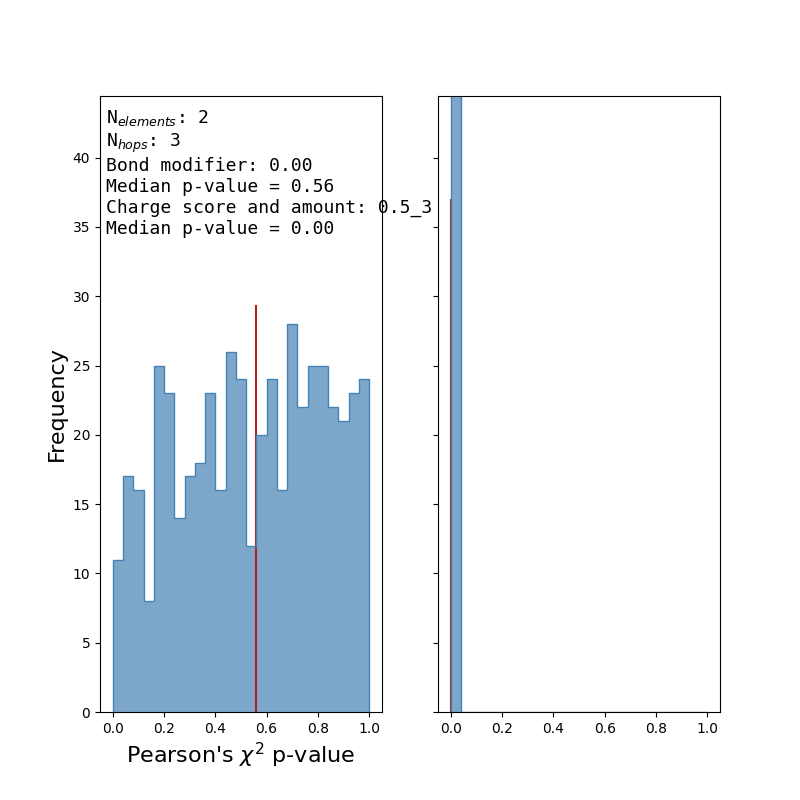 N_elements: 2
N_hops: 3
Bond modifier: 0.00
Median p-value = 0.56
Charge score and amount: 0.5_3
Median p-value = 0.00
40
35
30
25
20
15
10
5
0
Frequency
0.0 0.2 0.4 0.6 0.8 1.0
0.0 0.2 0.4 0.6 0.8 1.0
Pearson's χ² p-value